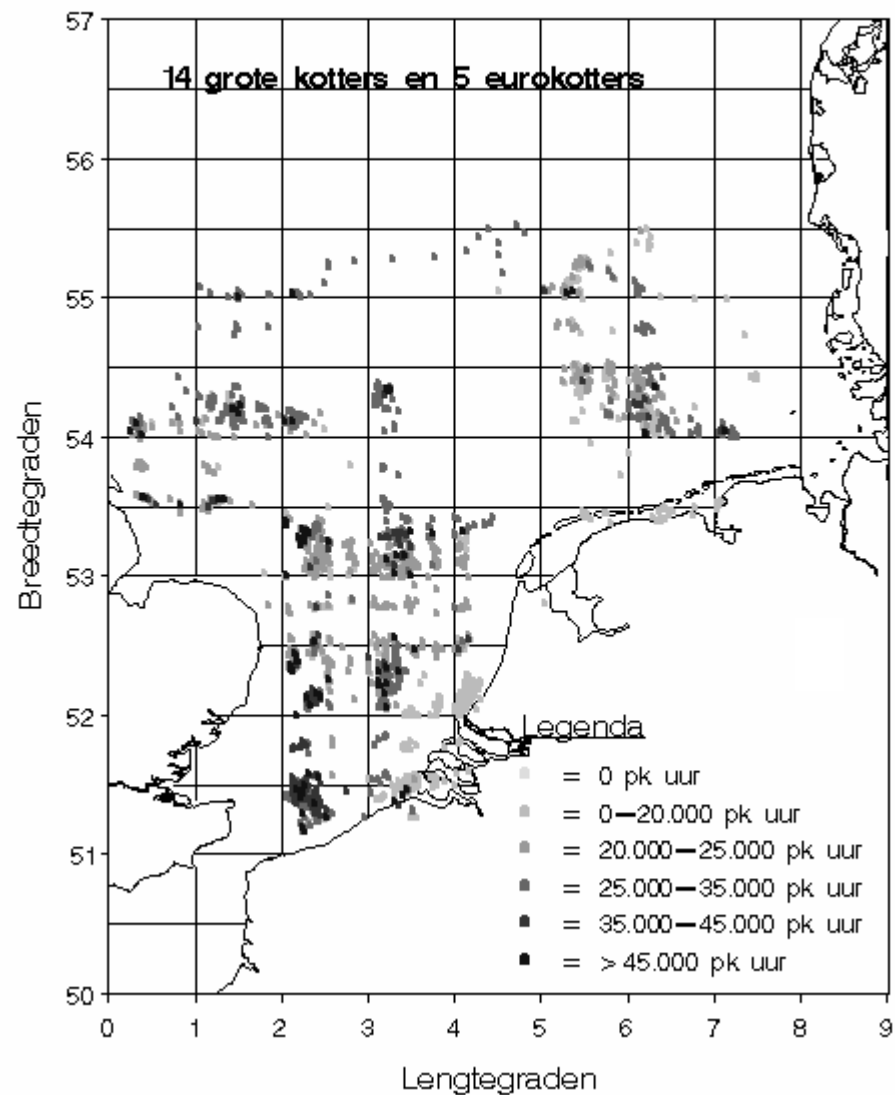 14 grote kotters en 5 eurokotters
57
56
55
54
53
52
51
50
Breedtegraden
0 1 2 3 4 5 6 7 8 9
Lengtegraden
Legenda
= 0 pk uur
= 0–20.000 pk uur
= 20.000–25.000 pk uur
= 25.000–35.000 pk uur
= 35.000–45.000 pk uur
= >45.000 pk uur